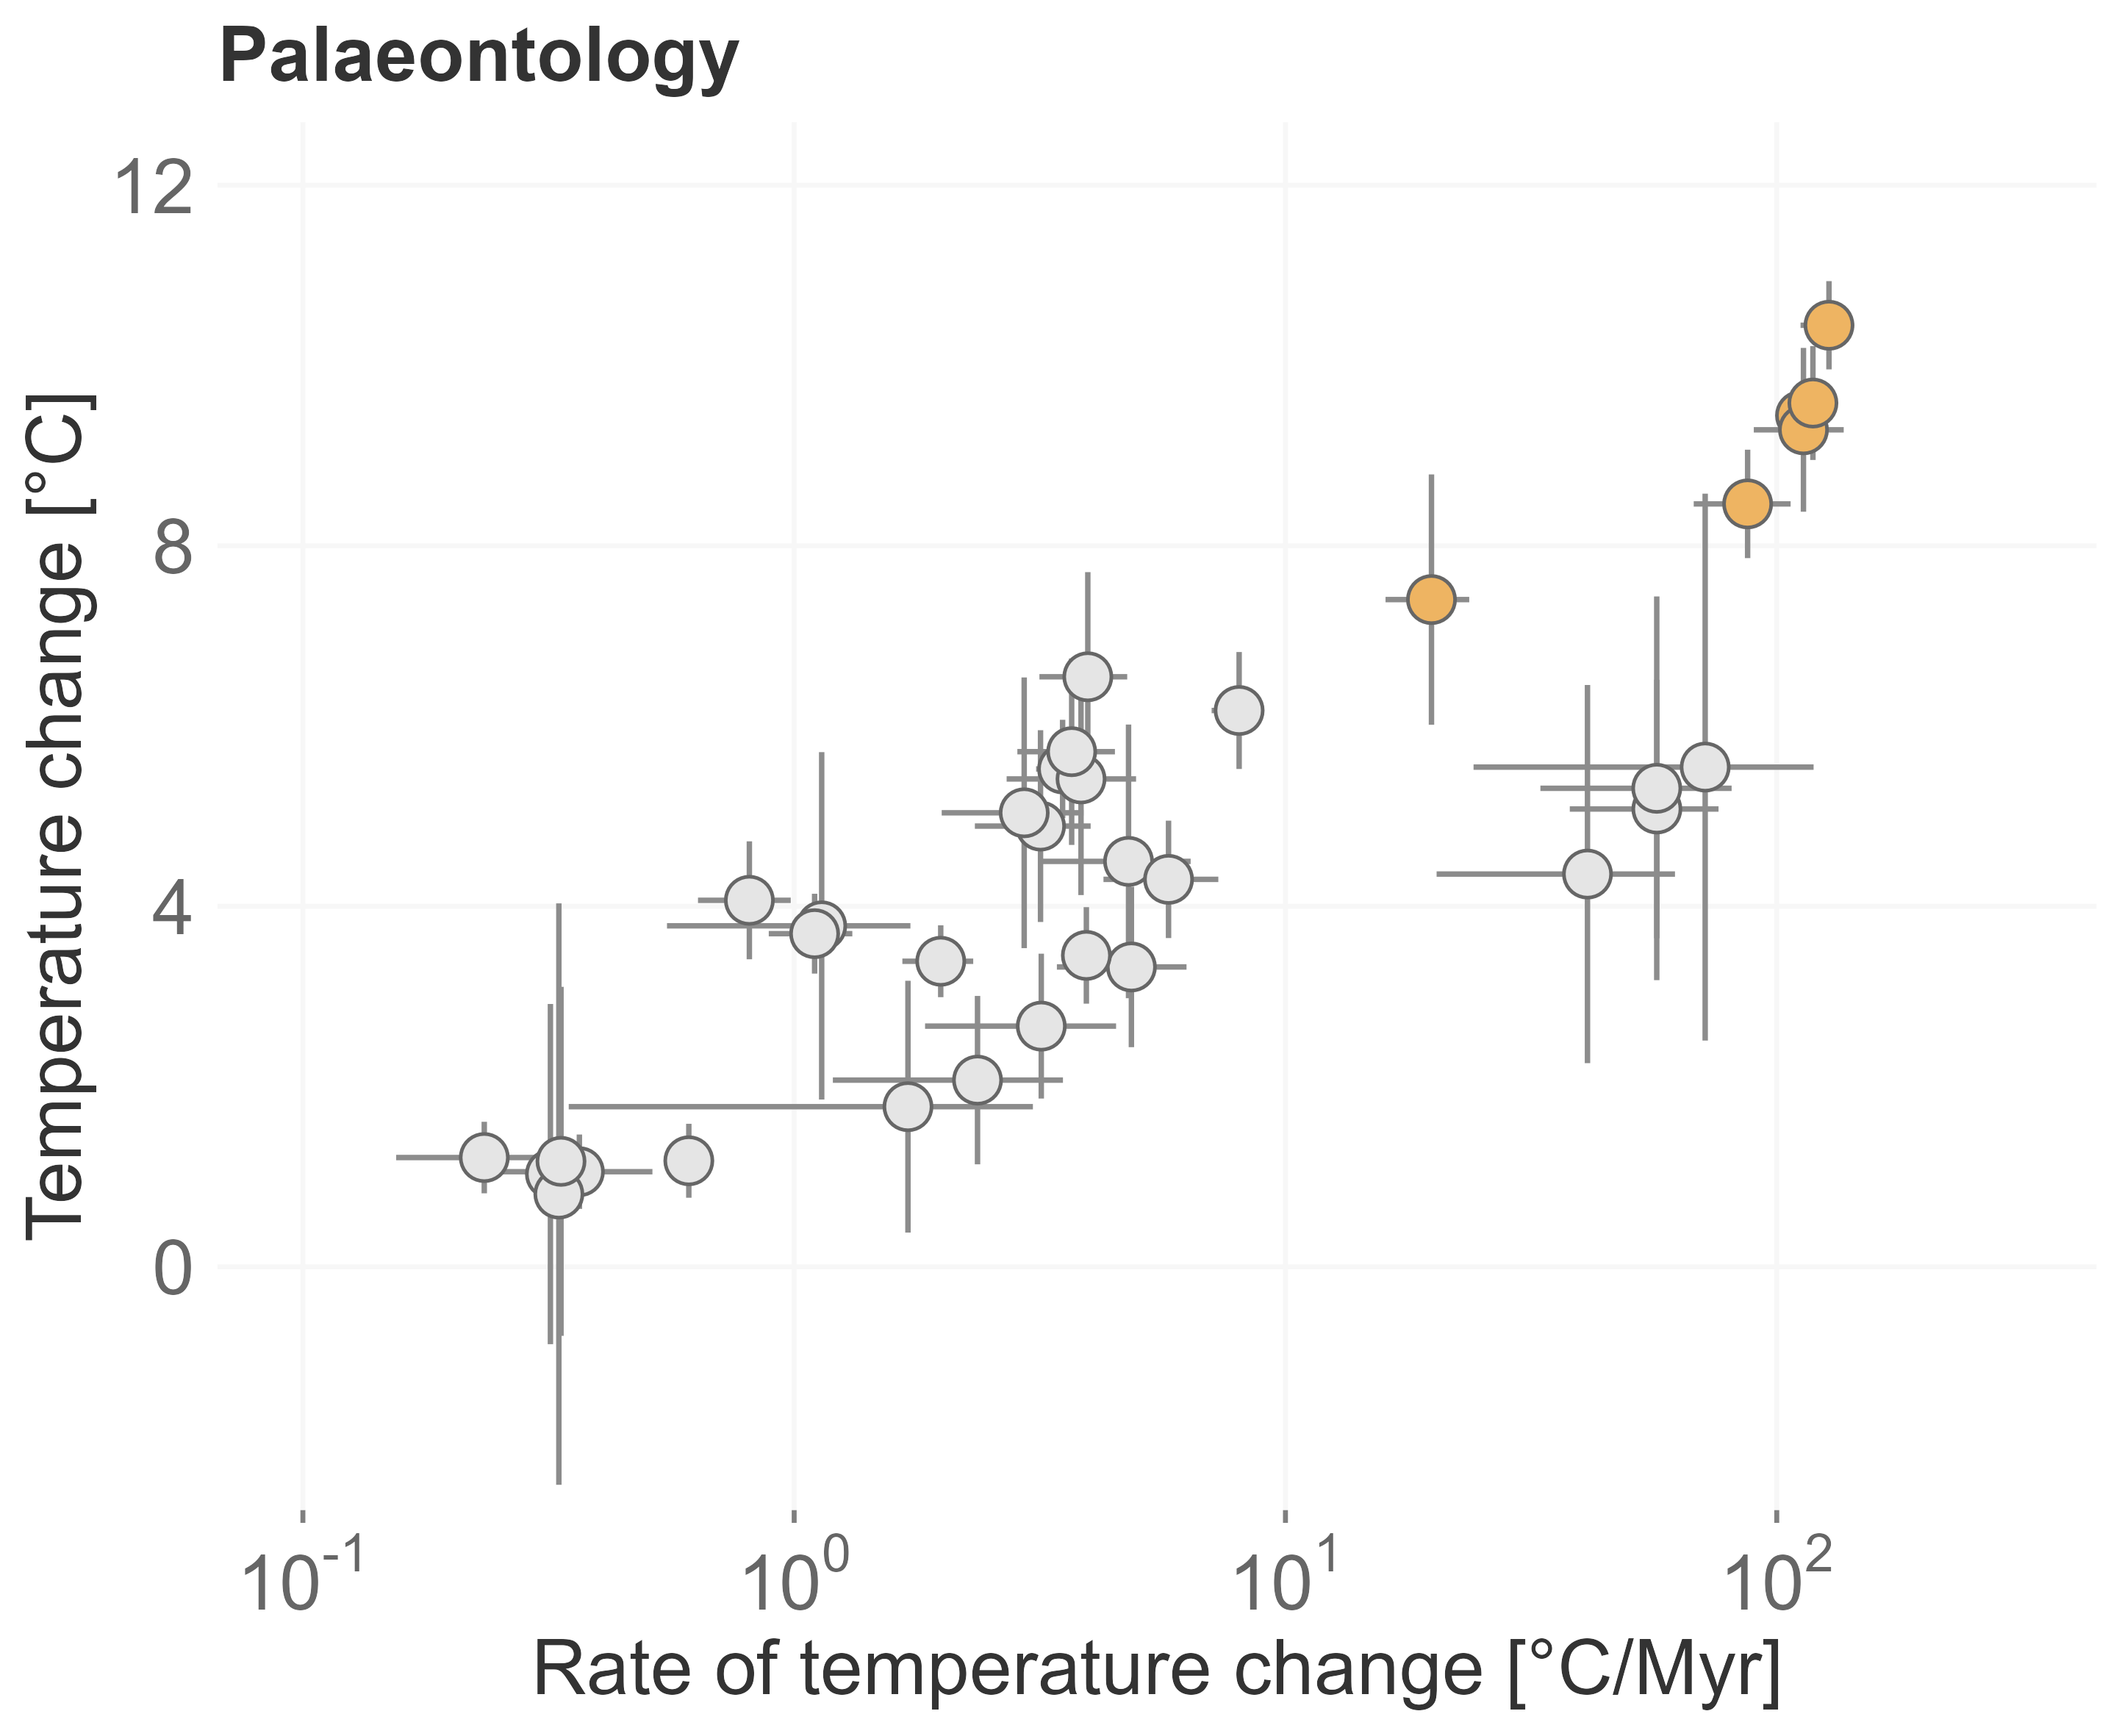 Palaeontology
Temperature change [°C]
12
8
4
0
10^-1 10^0 10^1 10^2
Rate of temperature change [°C/Myr]